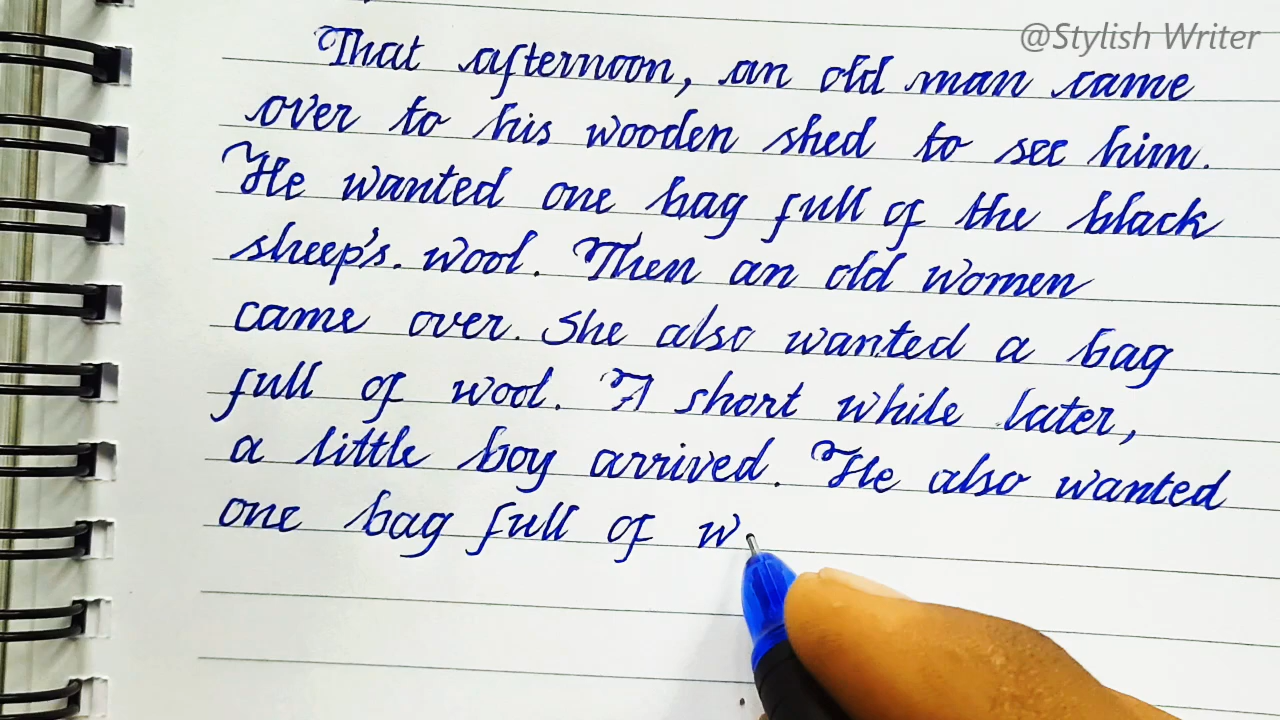 @Stylish Writer
That afternoon, an old man came
over to his wooden shed to see him.
He wanted one bag full of the black
sheep's. wool. Then an old women
came over. She also wanted a bag
full of wool. A short while later,
a little boy arrived. He also wanted
one bag full of w